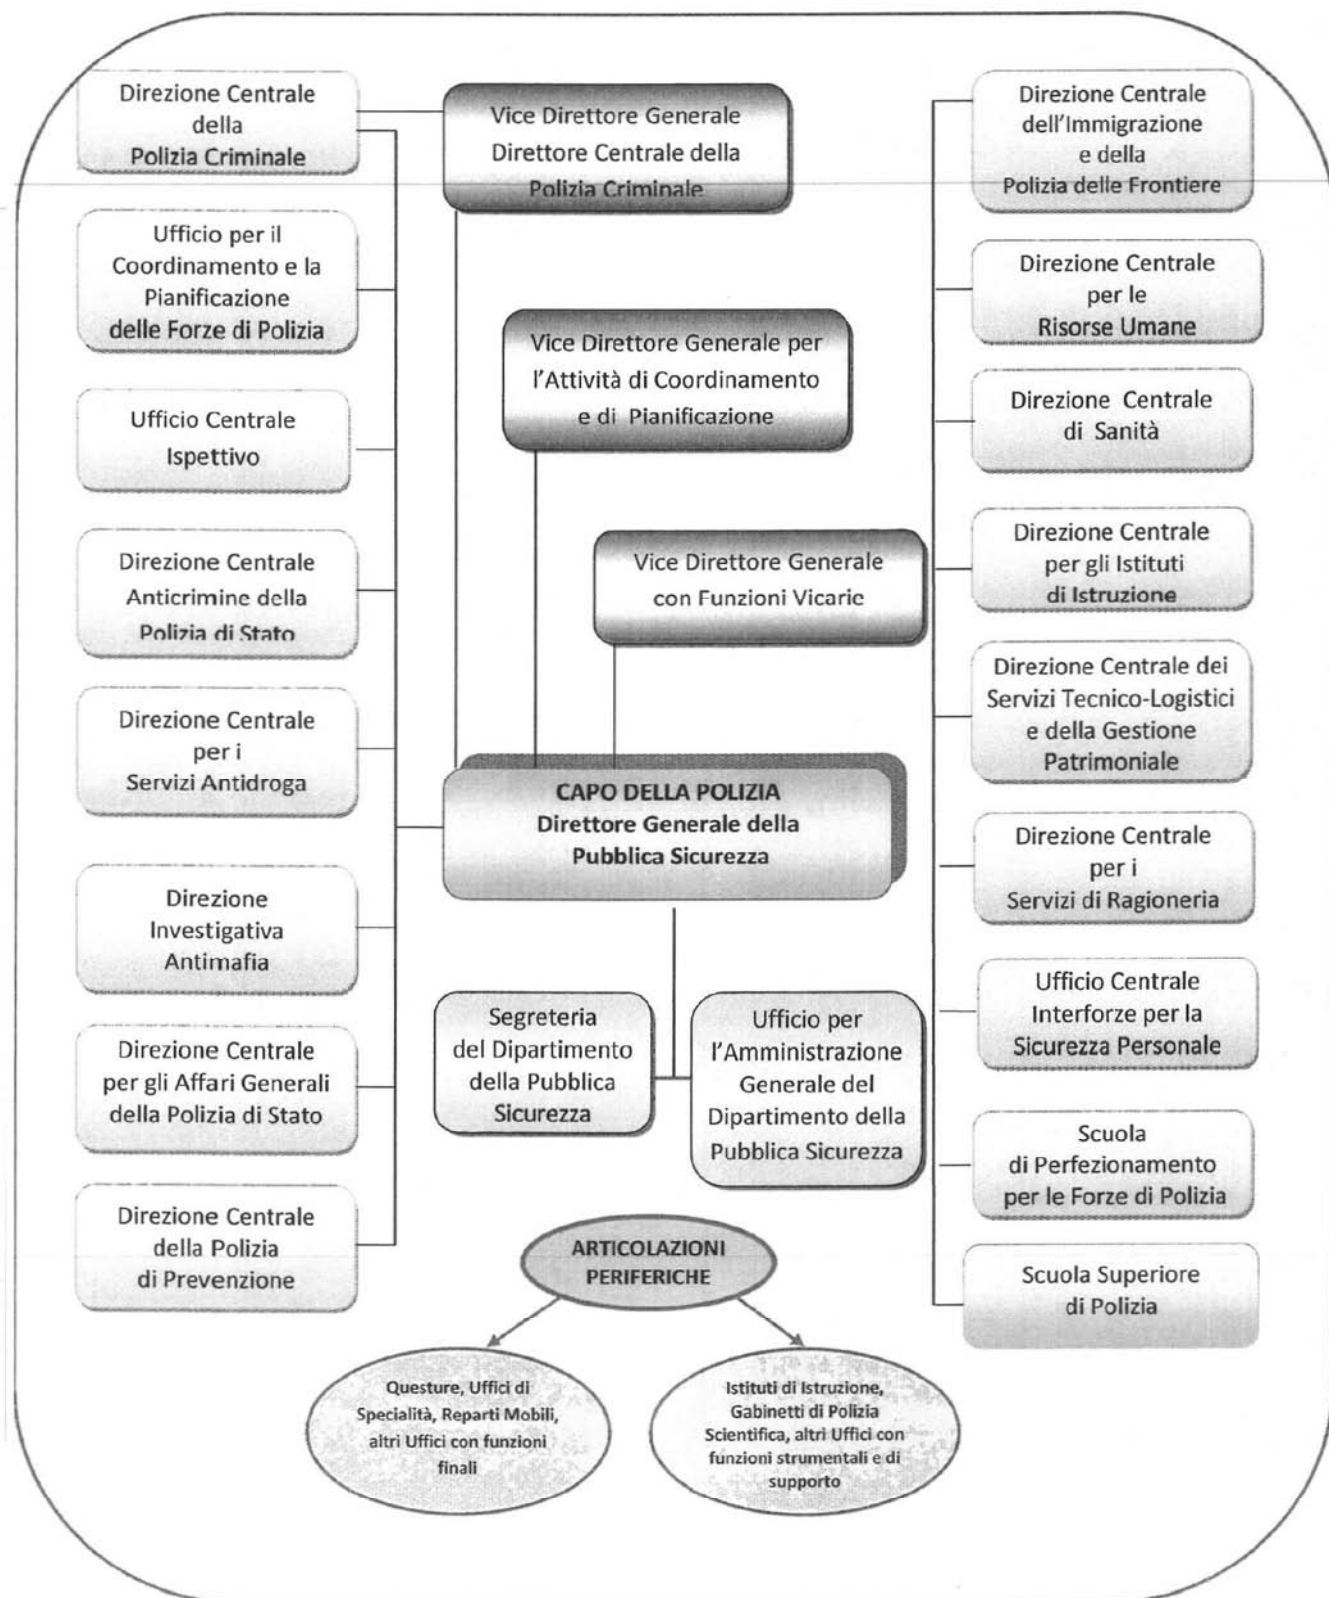 Direzione Centrale
della
Polizia Criminale
Vice Direttore Generale
Direttore Centrale della
Polizia Criminale
Direzione Centrale
dell'Immigrazione
e della
Polizia delle Frontiere
Ufficio per il
Coordinamento e la
Pianificazione
delle Forze di Polizia
Direzione Centrale
per le
Risorse Umane
Vice Direttore Generale per
l'Attività di Coordinamento
e di Pianificazione
Ufficio Centrale
Ispettivo
Direzione Centrale
di Sanità
Direzione Centrale
Anticrimine della
Polizia di Stato
Vice Direttore Generale
con Funzioni Vicarie
Direzione Centrale
per gli Istituti
di Istruzione
Direzione Centrale
per i
Servizi Antidroga
Direzione Centrale dei
Servizi Tecnico-Logistici
e della Gestione
Patrimoniale
CAPO DELLA POLIZIA
Direttore Generale della
Pubblica Sicurezza
Direzione Centrale
per i
Servizi di Ragioneria
Direzione
Investigativa
Antimafia
Ufficio Centrale
Interforze per la
Sicurezza Personale
Segreteria
del Dipartimento
della Pubblica
Sicurezza
Ufficio per
l'Amministrazione
Generale del
Dipartimento della
Pubblica Sicurezza
Direzione Centrale
per gli Affari Generali
della Polizia di Stato
Scuola
di Perfezionamento
per le Forze di Polizia
Direzione Centrale
della Polizia
di Prevenzione
ARTICOLAZIONI
PERIFERICHE
Scuola Superiore
di Polizia
Questure, Uffici di
Specialità, Reparti Mobili,
altri Uffici con funzioni
finali
Istituti di Istruzione,
Gabinetti di Polizia
Scientifica, altri Uffici con
funzioni strumentali e di
supporto